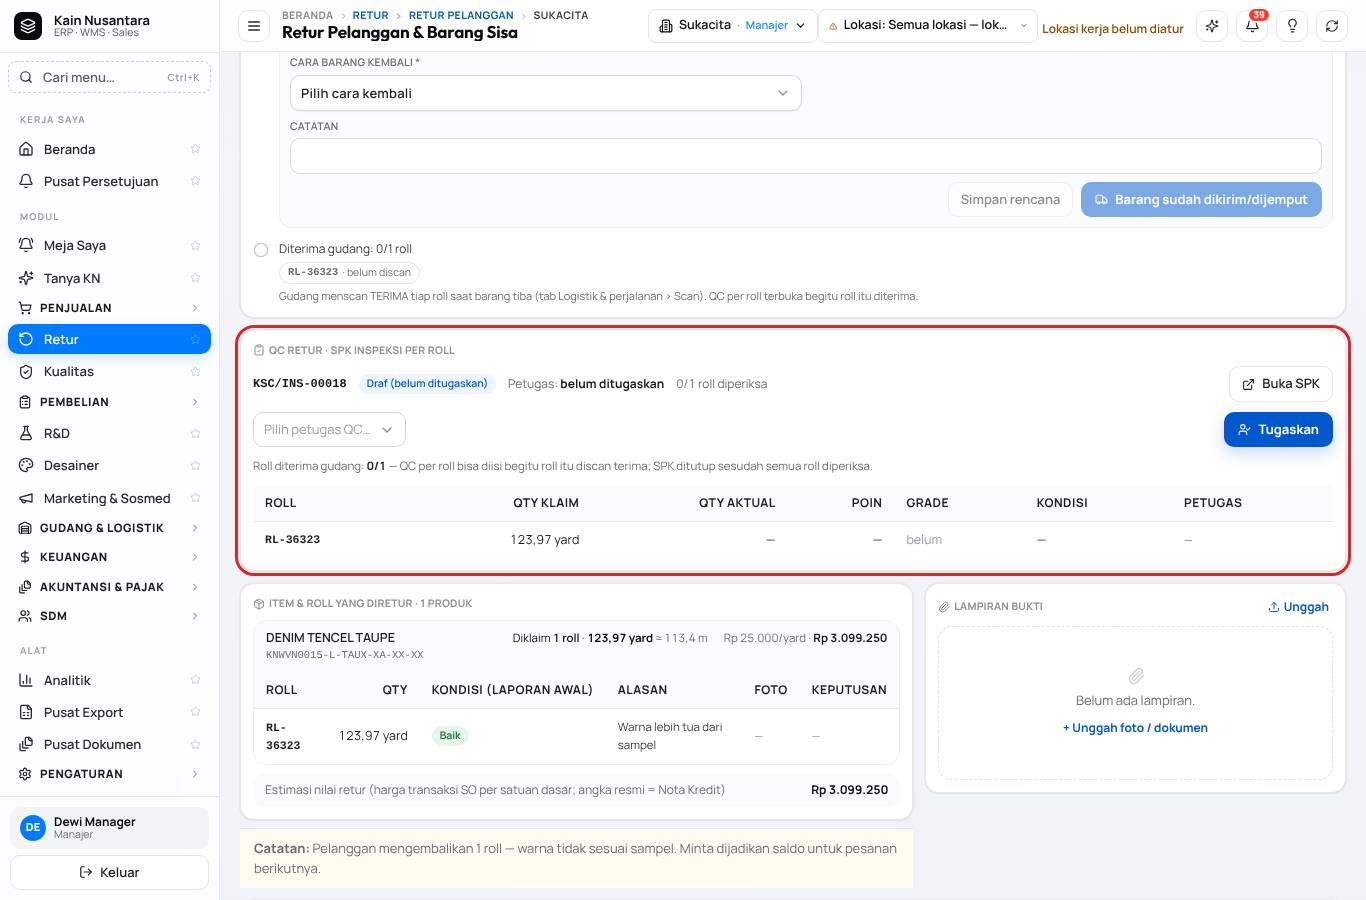 Kain Nusantara
ERP · WMS · Sales
Cari menu... Ctrl+K
KERJA SAYA
Beranda
Pusat Persetujuan
MODUL
Meja Saya
Tanya KN
PENJUALAN
Retur
Kualitas
PEMBELIAN
R&D
Desainer
Marketing & Sosmed
GUDANG & LOGISTIK
KEUANGAN
AKUNTANSI & PAJAK
SDM
ALAT
Analitik
Pusat Export
Pusat Dokumen
PENGATURAN
DE Dewi Manager
Manajer
Keluar
BERANDA > RETUR > RETUR PELANGGAN > SUKACITA
Retur Pelanggan & Barang Sisa
Sukacita · Manajer
Lokasi: Semua lokasi — lok...
Lokasi kerja belum diatur
39
CARA BARANG KEMBALI *
Pilih cara kembali
CATATAN
Simpan rencana
Barang sudah dikirim/dijemput
Diterima gudang: 0/1 roll
RL-36323 · belum discan
Gudang menscan TERIMA tiap roll saat barang tiba (tab Logistik & perjalanan > Scan). QC per roll terbuka begitu roll itu diterima.
QC RETUR · SPK INSPEKSI PER ROLL
KSC/INS-00018 Draf (belum ditugaskan) Petugas: belum ditugaskan 0/1 roll diperiksa
Buka SPK
Pilih petugas QC...
Tugaskan
Roll diterima gudang: 0/1 — QC per roll bisa diisi begitu roll itu discan terima; SPK ditutup sesudah semua roll diperiksa.
ROLL QTY KLAIM QTY AKTUAL POIN GRADE KONDISI PETUGAS
RL-36323 123,97 yard — — belum — —
ITEM & ROLL YANG DIRETUR · 1 PRODUK
DENIM TENCEL TAUPE
KNWVN0015-L-TAUX-XA-XX-XX
Diklaim 1 roll · 123,97 yard ≈ 113,4 m Rp 25.000/yard · Rp 3.099.250
ROLL QTY KONDISI (LAPORAN AWAL) ALASAN FOTO KEPUTUSAN
RL-36323 123,97 yard Baik Warna lebih tua dari sampel — —
Estimasi nilai retur (harga transaksi SO per satuan dasar; angka resmi = Nota Kredit) Rp 3.099.250
Catatan: Pelanggan mengembalikan 1 roll — warna tidak sesuai sampel. Minta dijadikan saldo untuk pesanan
berikutnya.
LAMPIRAN BUKTI
Unggah
Belum ada lampiran.
+ Unggah foto / dokumen